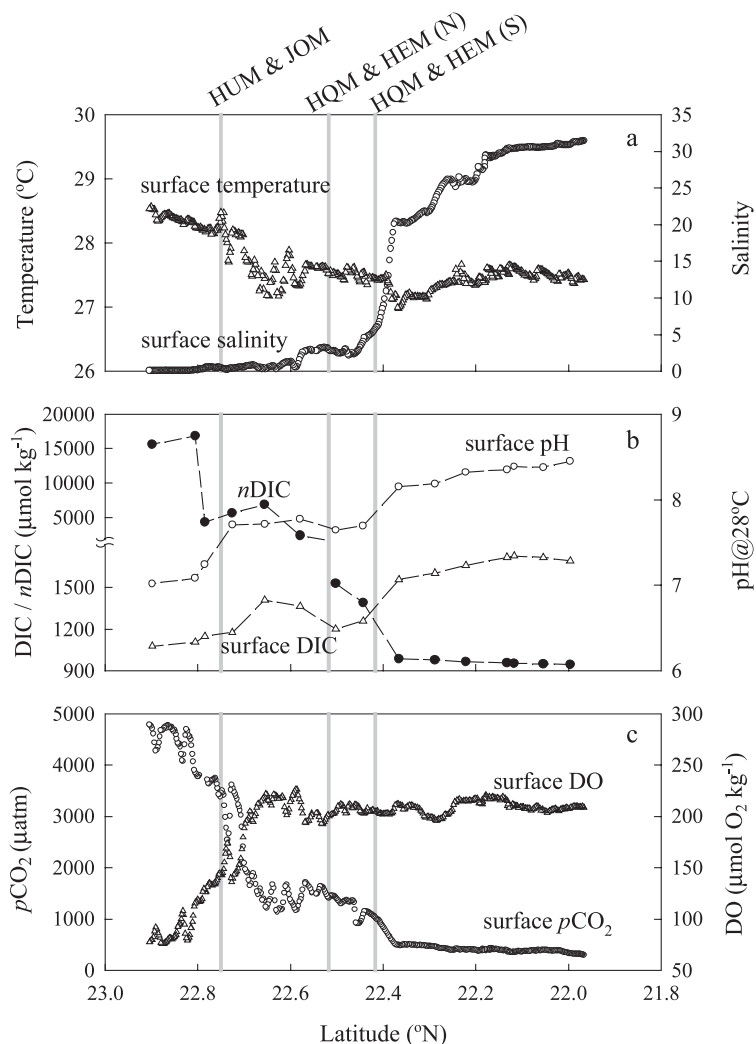 HUM & JOM
HQM & HEM (N)
HQM & HEM (S)
30
29
28
27
26
Temperature (ºC)
surface temperature
surface salinity
a
35
30
25
20
15
10
5
0
Salinity
20000
15000
10000
5000
1500
1200
900
DIC / nDIC (µmol kg⁻¹)
surface pH
nDIC
surface DIC
b
9
8
7
6
pH@28ºC
5000
4000
3000
2000
1000
0
pCO₂ (µatm)
c
surface DO
surface pCO₂
300
250
200
150
100
50
DO (µmol O₂ kg⁻¹)
23.0 22.8 22.6 22.4 22.2 22.0 21.8
Latitude (ºN)